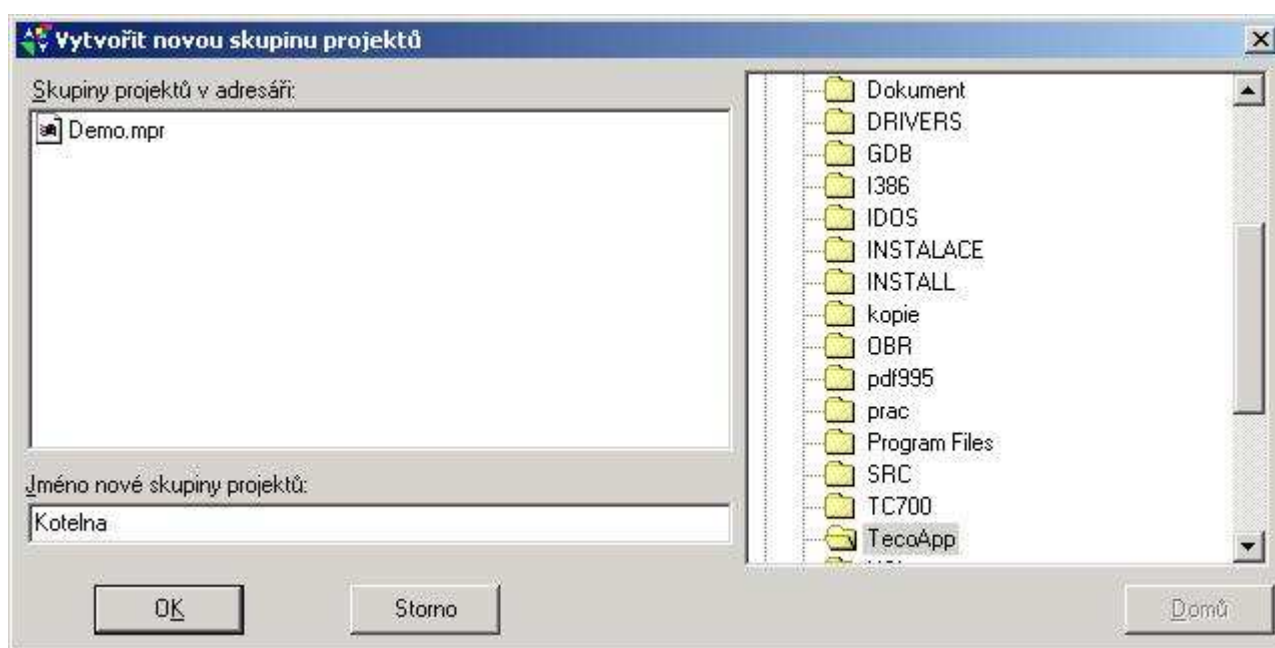 Vytvořit novou skupinu projektů
Skupiny projektů v adresáři:
Demo.mpr
Jméno nové skupiny projektů:
Kotelna
OK
Storno
Dokument
DRIVERS
GDB
I386
IDOS
INSTALACE
INSTALL
kopie
OBR
pdf995
prac
Program Files
SRC
TC700
TecoApp
Domů